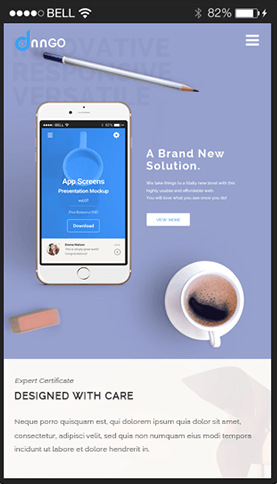 BELL 82%
dnnGO
INNOVATIVE
RESPONSIVE
VERSATILE
BELL 82%
App Screens
Presentation Mockup
vol.07
Download
A Brand New
Solution.
We take things to a totally new level with this
highly usable and affordable web.
You will love what you see once you do!
VIEW MORE
Expert Certificate
DESIGNED WITH CARE
Neque porro quisquam est, qui dolorem ipsum quia dolor sit amet,
consectetur, adipisci velit, sed quia non numquam eius modi tempora
incidunt ut labore et dolore hendrerit in.